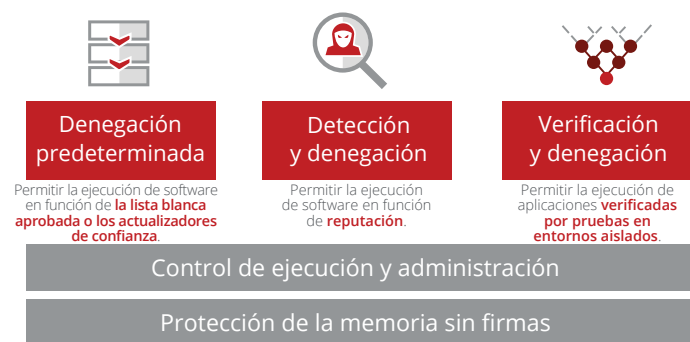 Denegación
predeterminada
Permitir la ejecución de software
en función de la lista blanca
aprobada o los actualizadores
de confianza.
Detección
y denegación
Permitir la ejecución
de software en función
de reputación.
Verificación
y denegación
Permitir la ejecución de
aplicaciones verificadas
por pruebas en
entornos aislados.
Control de ejecución y administración
Protección de la memoria sin firmas